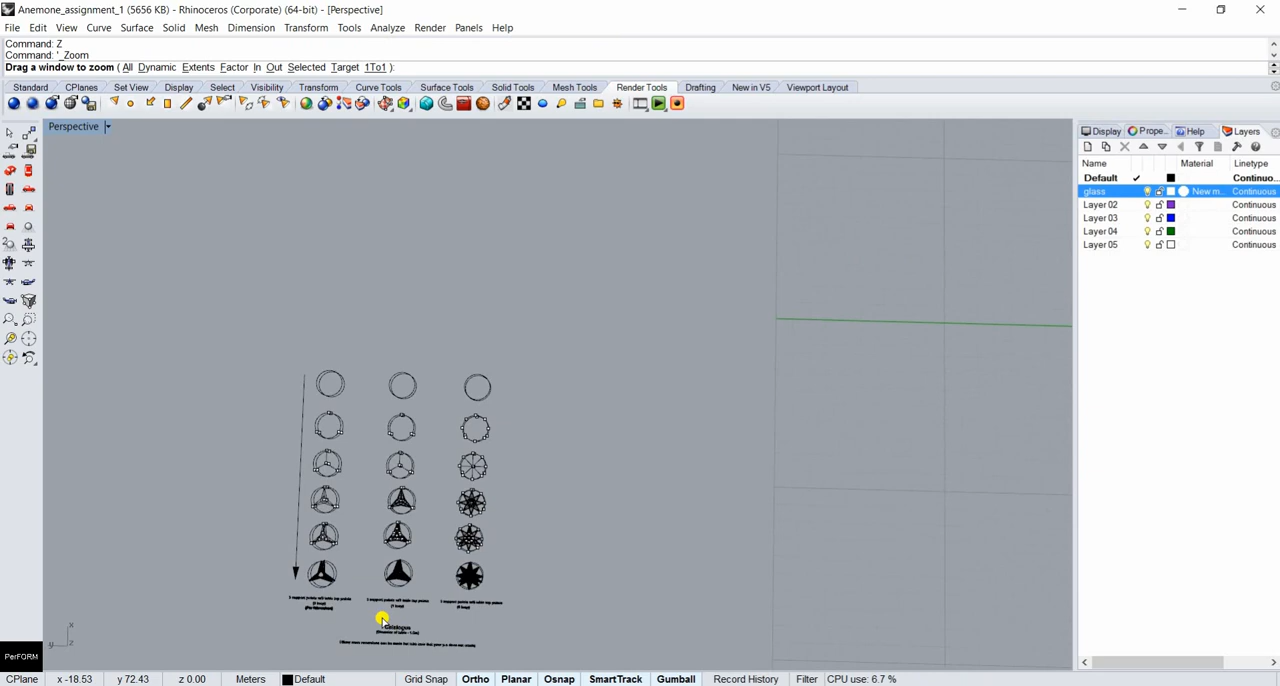 Anemone_assignment_1 (5656 KB) - Rhinoceros (Corporate) (64-bit) - [Perspective]
File Edit View Curve Surface Solid Mesh Dimension Transform Tools Analyze Render Panels Help
Command: Z
Command: '_Zoom
Drag a window to zoom ( All Dynamic Extents Factor In Out Selected Target 1To1 ):
Standard CPlanes Set View Display Select Visibility Transform Curve Tools Surface Tools Solid Tools Mesh Tools Render Tools Drafting New in V5 Viewport Layout
Perspective
Display Prope... Help Layers
Name Material Linetype
Default Continuo...
glass New m... Continuous
Layer 02 Continuous
Layer 03 Continuous
Layer 04 Continuous
Layer 05 Continuous
x
y z
PerFORM
CPlane x -18.53 y 72.43 z 0.00 Meters Default Grid Snap Ortho Planar Osnap SmartTrack Gumball Record History Filter CPU use: 6.7 %